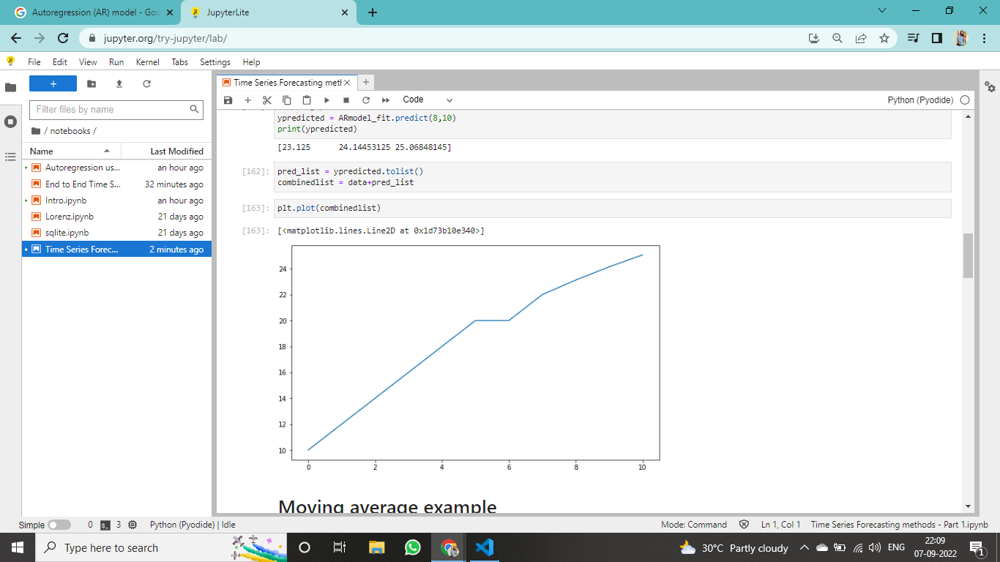 Autoregression (AR) model - Goo
JupyterLite
jupyter.org/try-jupyter/lab/
File Edit View Run Kernel Tabs Settings Help
Time Series Forecasting meth
Filter files by name
Code
Python (Pyodide)
/ notebooks /
Name Last Modified
Autoregression us... an hour ago
End to End Time S... 32 minutes ago
Intro.ipynb an hour ago
Lorenz.ipynb 21 days ago
sqlite.ipynb 21 days ago
Time Series Forec... 2 minutes ago
ypredicted = ARmodel_fit.predict(8,10)
print(ypredicted)
[23.125 24.14453125 25.06848145]
[162]: pred_list = ypredicted.tolist()
combinedlist = data+pred_list
[163]: plt.plot(combinedlist)
[163]: [<matplotlib.lines.Line2D at 0x1d73b10e340>]
24
22
20
18
16
14
12
10
0 2 4 6 8 10
Moving average example
Simple 0 3 Python (Pyodide) | Idle Mode: Command Ln 1, Col 1 Time Series Forecasting methods - Part 1.ipynb
Type here to search
30°C Partly cloudy ENG 22:09
07-09-2022
1